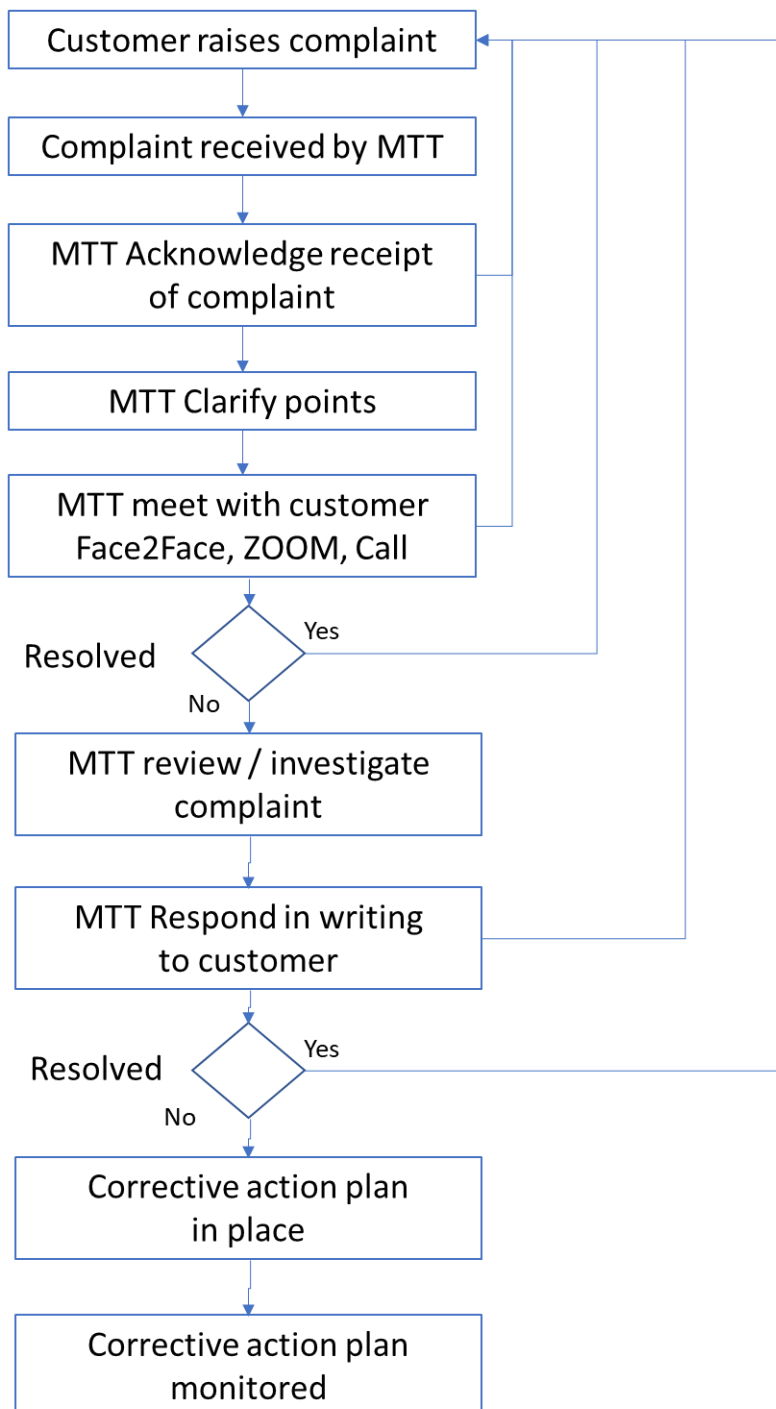 Customer raises complaint
Complaint received by MTT
MTT Acknowledge receipt
of complaint
MTT Clarify points
MTT meet with customer
Face2Face, ZOOM, Call
Yes
Resolved
No
MTT review / investigate
complaint
MTT Respond in writing
to customer
Yes
Resolved
No
Corrective action plan
in place
Corrective action plan
monitored